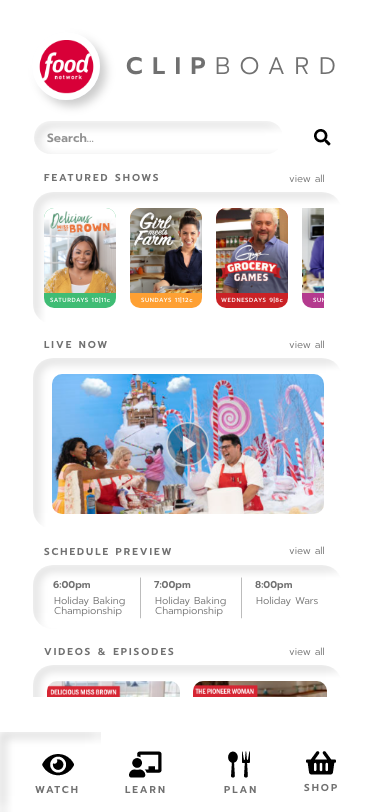 food
network
CLIPBOARD
Search...
FEATURED SHOWS
view all
Delicious
MISS BROWN
SATURDAYS 10|11c
Girl
meets
Farm
SUNDAYS 11|12c
Guy's
GROCERY
GAMES
WEDNESDAYS 9|8c
SUN
LIVE NOW
view all
SCHEDULE PREVIEW
view all
6:00pm
Holiday Baking
Championship
7:00pm
Holiday Baking
Championship
8:00pm
Holiday Wars
VIDEOS & EPISODES
view all
DELICIOUS MISS BROWN
THE PIONEER WOMAN
WATCH
LEARN
PLAN
SHOP